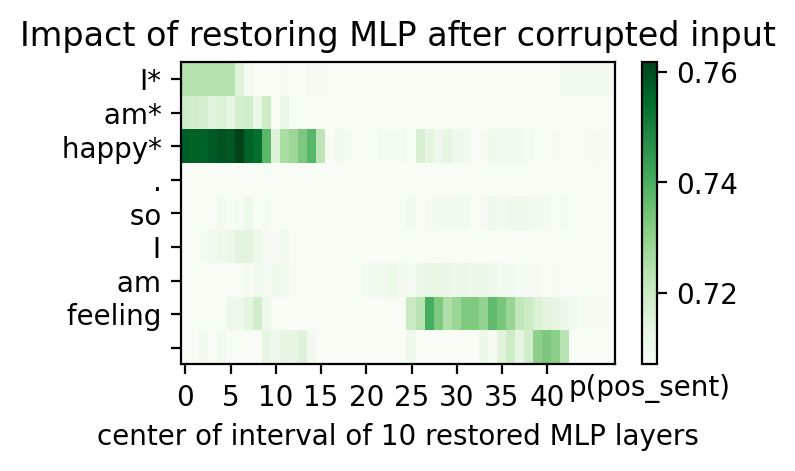 Impact of restoring MLP after corrupted input
I*
am*
happy*
.
so
I
am
feeling
0 5 10 15 20 25 30 35 40
0.76
0.74
0.72
p(pos_sent)
center of interval of 10 restored MLP layers